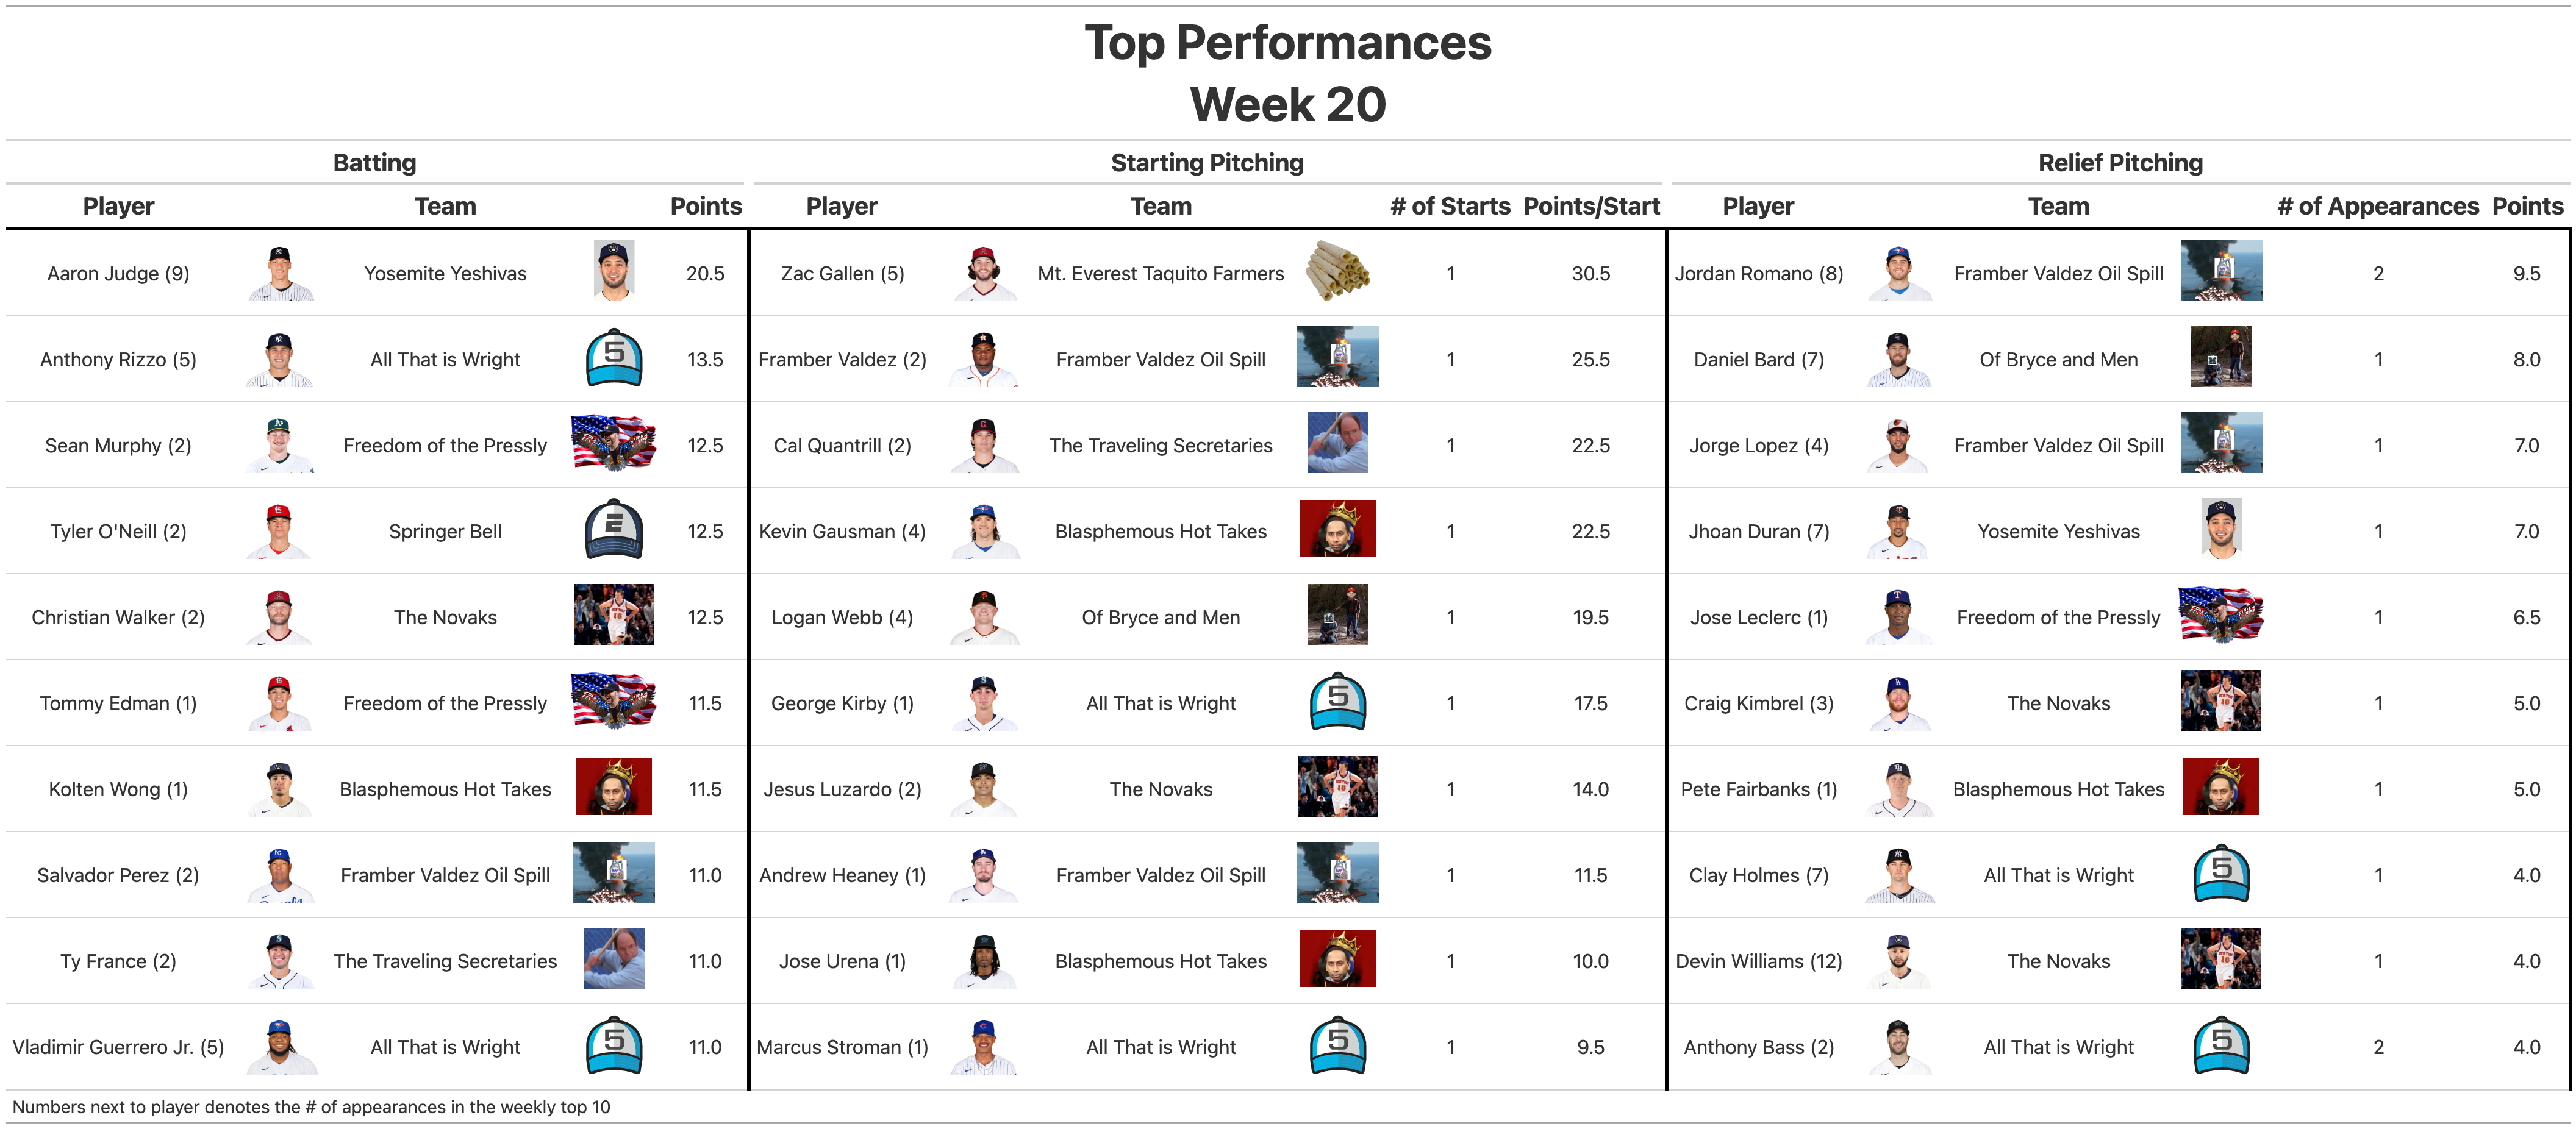 Top Performances
Week 20
Batting Starting Pitching Relief Pitching
Player Team Points Player Team # of Starts Points/Start Player Team # of Appearances Points
Aaron Judge (9) Yosemite Yeshivas 20.5 Zac Gallen (5) Mt. Everest Taquito Farmers 1 30.5 Jordan Romano (8) Framber Valdez Oil Spill 2 9.5
Anthony Rizzo (5) All That is Wright 13.5 Framber Valdez (2) Framber Valdez Oil Spill 1 25.5 Daniel Bard (7) Of Bryce and Men 1 8.0
Sean Murphy (2) Freedom of the Pressly 12.5 Cal Quantrill (2) The Traveling Secretaries 1 22.5 Jorge Lopez (4) Framber Valdez Oil Spill 1 7.0
Tyler O'Neill (2) Springer Bell 12.5 Kevin Gausman (4) Blasphemous Hot Takes 1 22.5 Jhoan Duran (7) Yosemite Yeshivas 1 7.0
Christian Walker (2) The Novaks 12.5 Logan Webb (4) Of Bryce and Men 1 19.5 Jose Leclerc (1) Freedom of the Pressly 1 6.5
Tommy Edman (1) Freedom of the Pressly 11.5 George Kirby (1) All That is Wright 1 17.5 Craig Kimbrel (3) The Novaks 1 5.0
Kolten Wong (1) Blasphemous Hot Takes 11.5 Jesus Luzardo (2) The Novaks 1 14.0 Pete Fairbanks (1) Blasphemous Hot Takes 1 5.0
Salvador Perez (2) Framber Valdez Oil Spill 11.0 Andrew Heaney (1) Framber Valdez Oil Spill 1 11.5 Clay Holmes (7) All That is Wright 1 4.0
Ty France (2) The Traveling Secretaries 11.0 Jose Urena (1) Blasphemous Hot Takes 1 10.0 Devin Williams (12) The Novaks 1 4.0
Vladimir Guerrero Jr. (5) All That is Wright 11.0 Marcus Stroman (1) All That is Wright 1 9.5 Anthony Bass (2) All That is Wright 2 4.0
Numbers next to player denotes the # of appearances in the weekly top 10